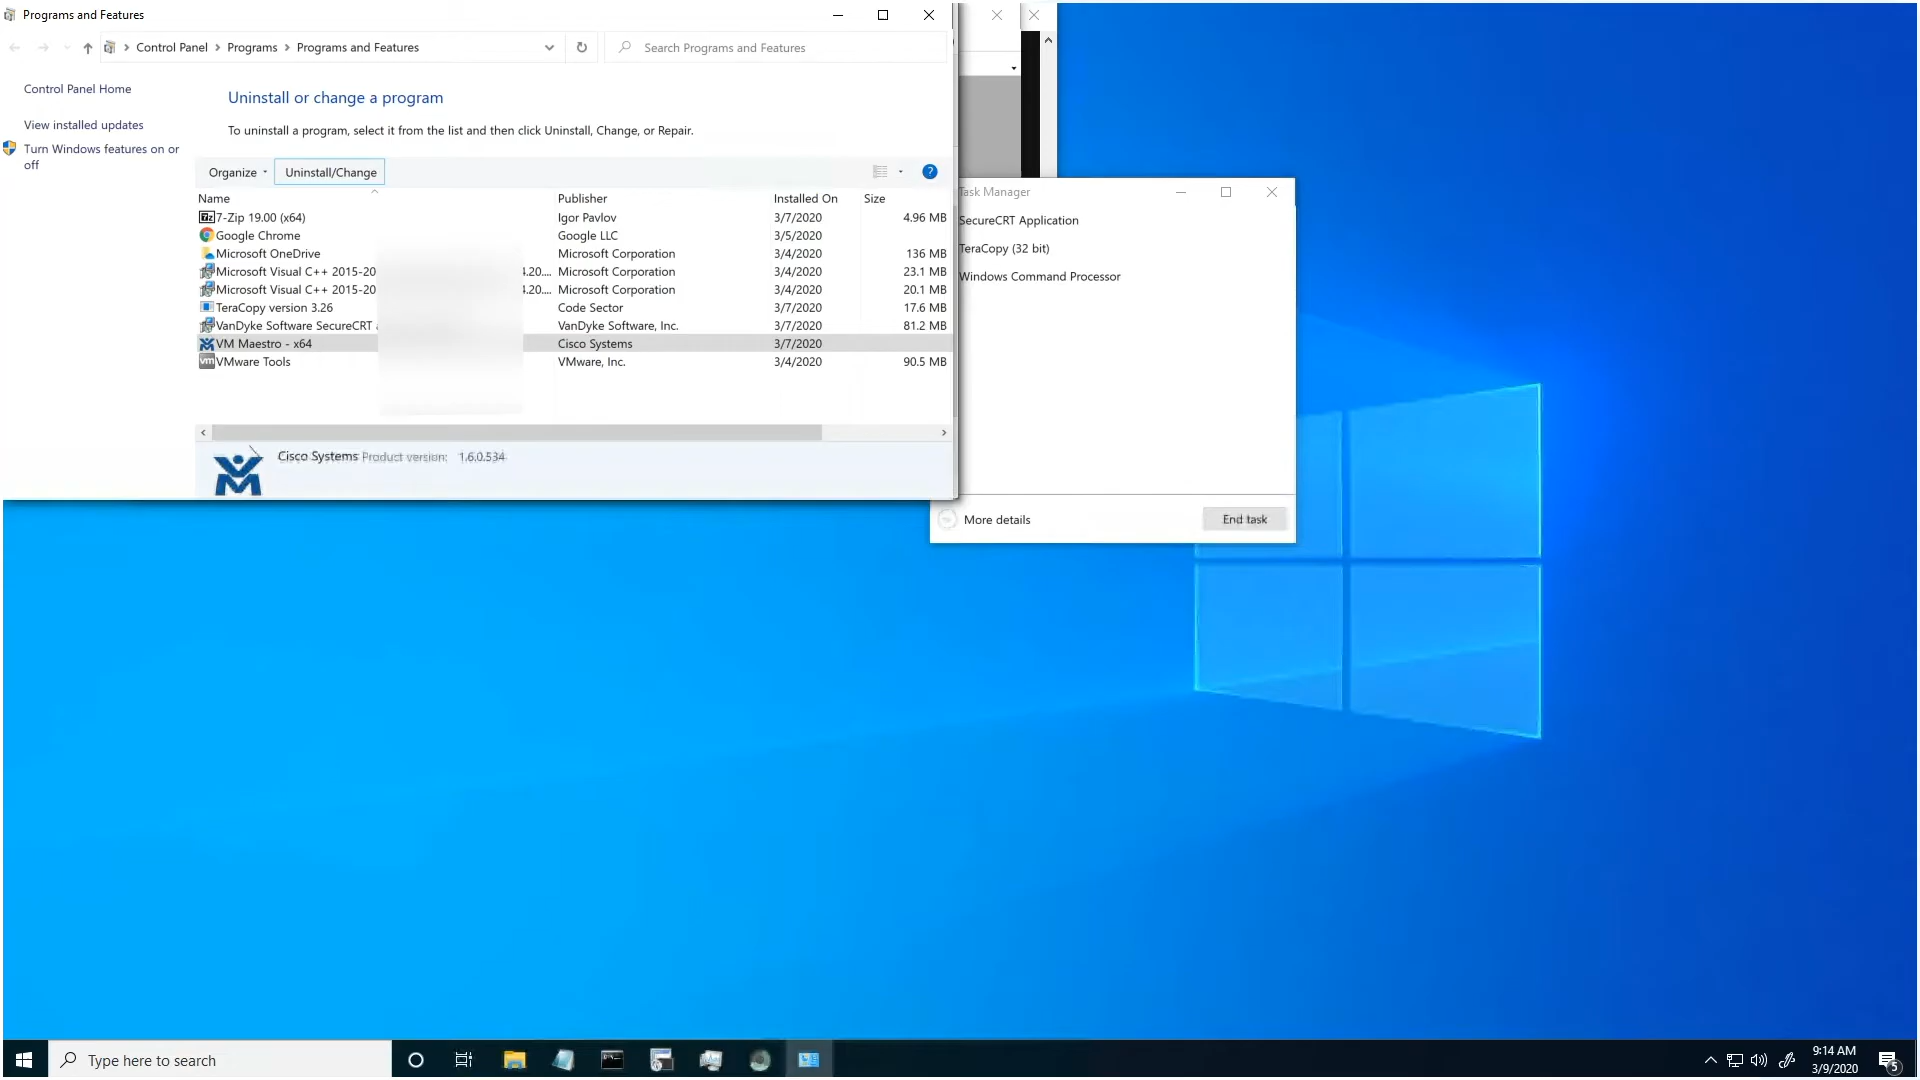 Programs and Features
Control Panel > Programs > Programs and Features
Search Programs and Features
Control Panel Home
View installed updates
Turn Windows features on or
off
Uninstall or change a program
To uninstall a program, select it from the list and then click Uninstall, Change, or Repair.
Organize
Uninstall/Change
Name Publisher Installed On Size
7-Zip 19.00 (x64) Igor Pavlov 3/7/2020 4.96 MB
Google Chrome Google LLC 3/5/2020
Microsoft OneDrive Microsoft Corporation 3/4/2020 136 MB
Microsoft Visual C++ 2015-20 4.20.... Microsoft Corporation 3/4/2020 23.1 MB
Microsoft Visual C++ 2015-20 4.20.... Microsoft Corporation 3/4/2020 20.1 MB
TeraCopy version 3.26 Code Sector 3/7/2020 17.6 MB
VanDyke Software SecureCRT VanDyke Software, Inc. 3/7/2020 81.2 MB
VM Maestro - x64 Cisco Systems 3/7/2020
VMware Tools VMware, Inc. 3/4/2020 90.5 MB
Cisco Systems Product version: 1.6.0.534
Task Manager
SecureCRT Application
TeraCopy (32 bit)
Windows Command Processor
More details
End task
Type here to search
9:14 AM
3/9/2020
5